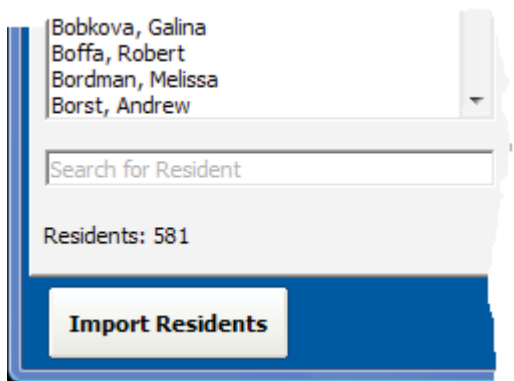 Bobkova, Galina
Boffa, Robert
Bordman, Melissa
Borst, Andrew
Search for Resident
Residents: 581
Import Residents